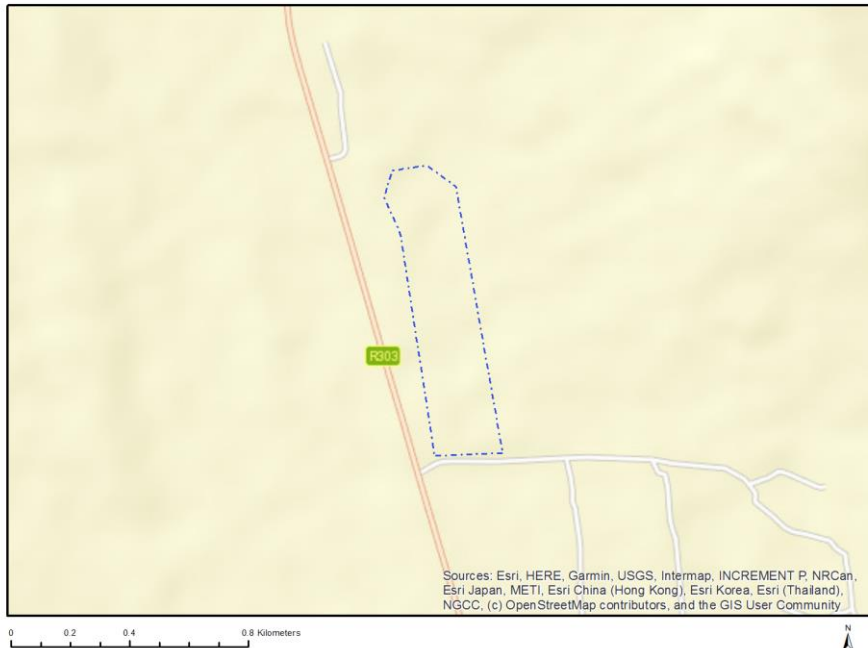 R303
Sources: Esri, HERE, Garmin, USGS, Intermap, INCREMENT P, NRCan,
Esri Japan, METI, Esri China (Hong Kong), Esri Korea, Esri (Thailand),
NGCC, (c) OpenStreetMap contributors, and the GIS User Community
0 0.2 0.4 0.8 Kilometers
N